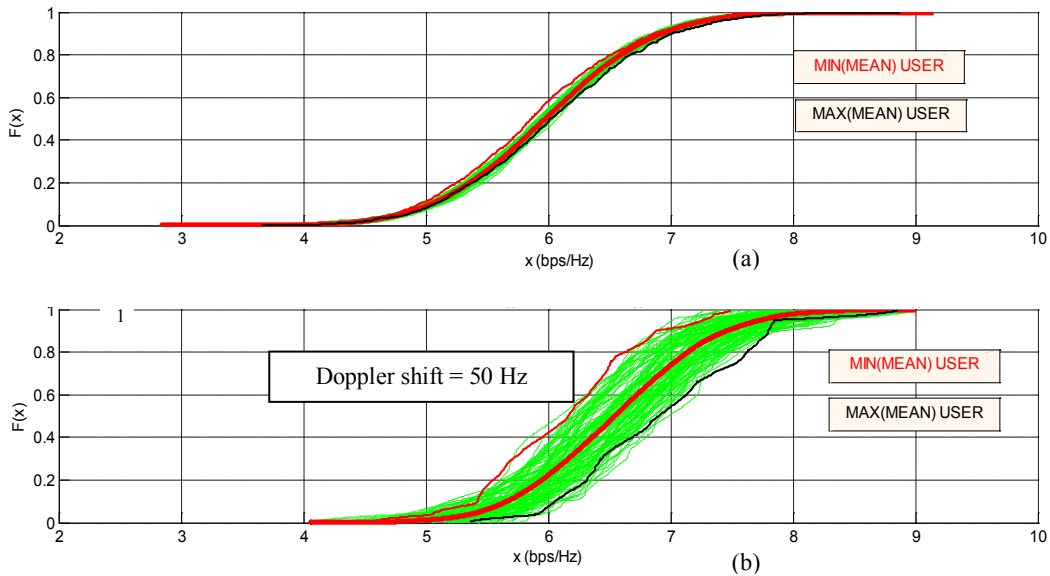 1
0.8
0.6
0.4
0.2
0
F(x)
MIN(MEAN) USER
MAX(MEAN) USER
2 3 4 5 6 7 8 9 10
x (bps/Hz)
(a)
1
1
0.8
0.6
0.4
0.2
0
F(x)
Doppler shift = 50 Hz
MIN(MEAN) USER
MAX(MEAN) USER
2 3 4 5 6 7 8 9 10
x (bps/Hz)
(b)